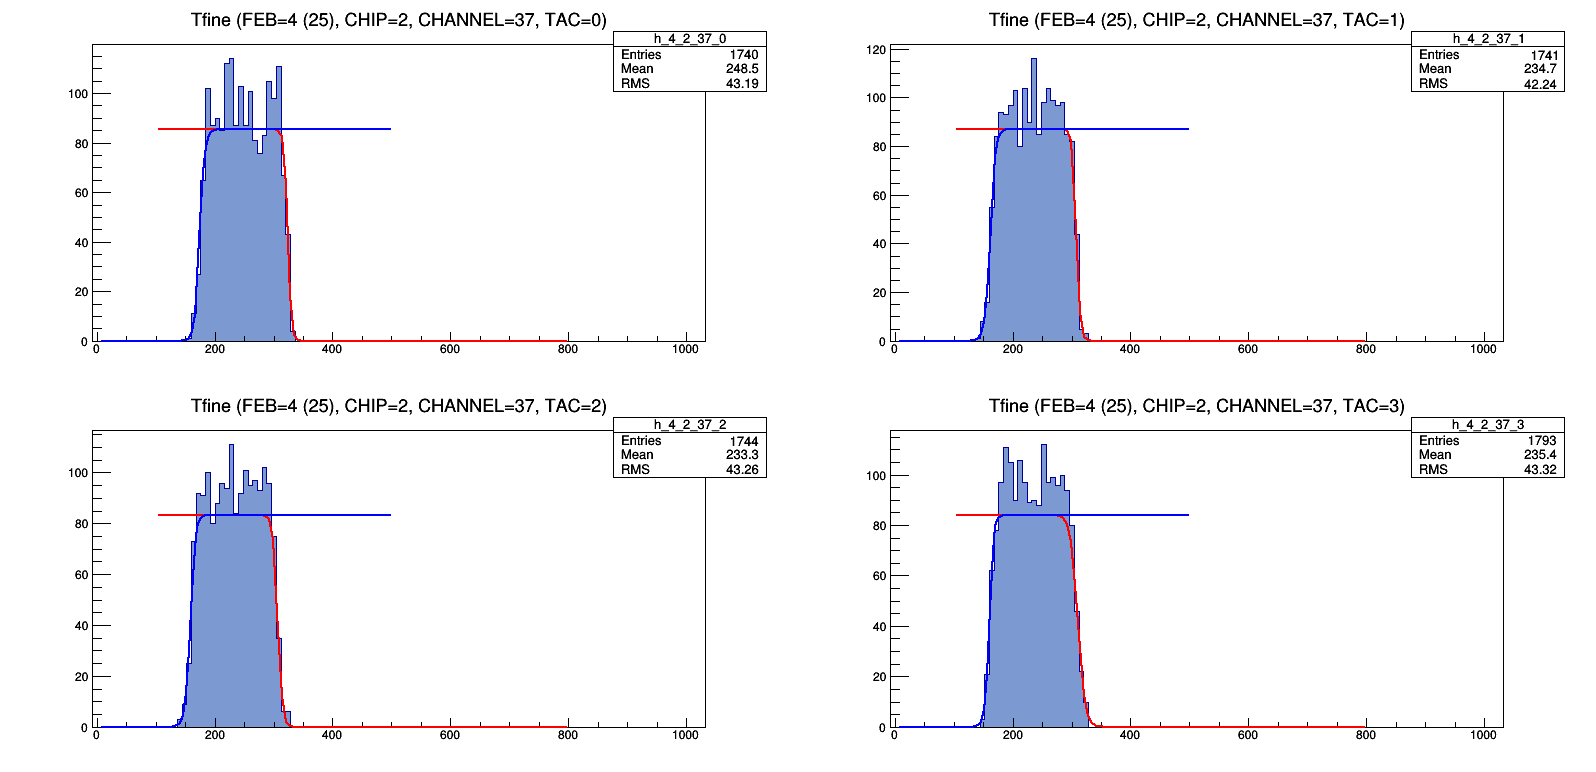 Tfine (FEB=4 (25), CHIP=2, CHANNEL=37, TAC=0)
h_4_2_37_0
Entries 1740
Mean 248.5
RMS 43.19
100
80
60
40
20
0
0 200 400 600 800 1000
Tfine (FEB=4 (25), CHIP=2, CHANNEL=37, TAC=1)
h_4_2_37_1
Entries 1741
Mean 234.7
RMS 42.24
120
100
80
60
40
20
0
0 200 400 600 800 1000
Tfine (FEB=4 (25), CHIP=2, CHANNEL=37, TAC=2)
h_4_2_37_2
Entries 1744
Mean 233.3
RMS 43.26
100
80
60
40
20
0
0 200 400 600 800 1000
Tfine (FEB=4 (25), CHIP=2, CHANNEL=37, TAC=3)
h_4_2_37_3
Entries 1793
Mean 235.4
RMS 43.32
100
80
60
40
20
0
0 200 400 600 800 1000